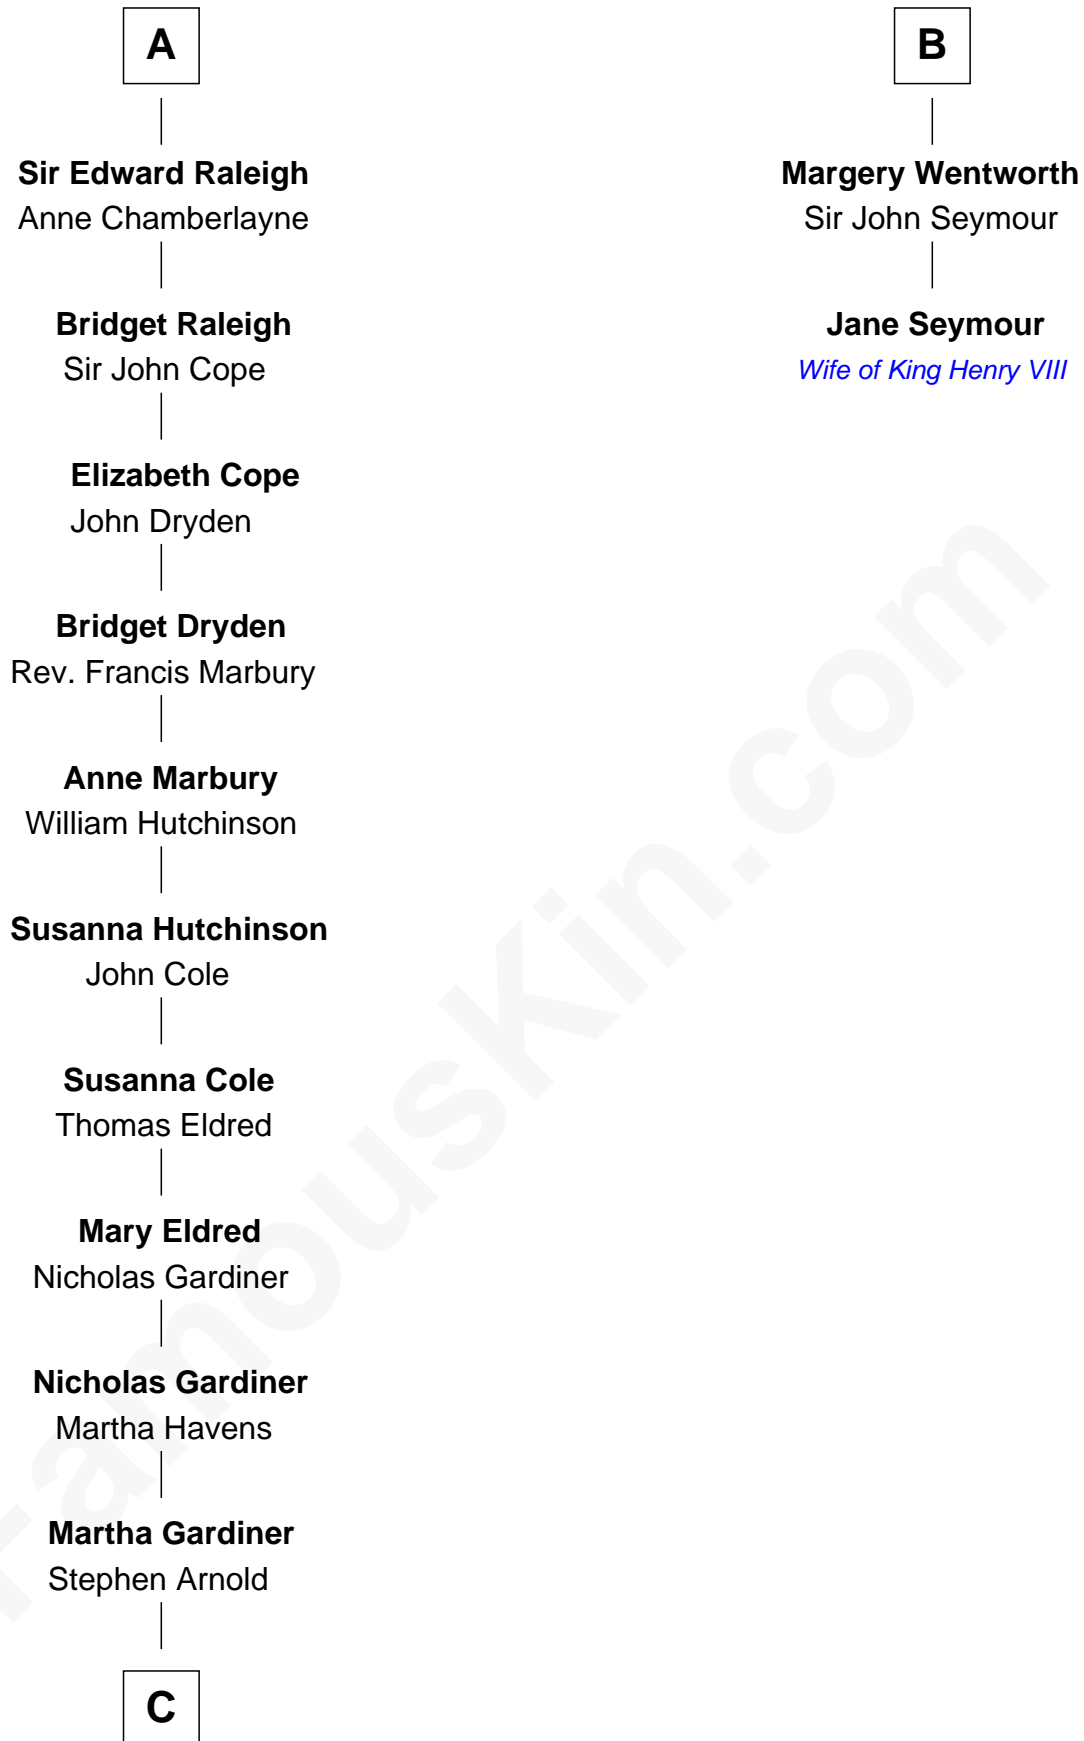 A
Sir Edward Raleigh
Anne Chamberlayne
Bridget Raleigh
Sir John Cope
Elizabeth Cope
John Dryden
Bridget Dryden
Rev. Francis Marbury
Anne Marbury
William Hutchinson
Susanna Hutchinson
John Cole
Susanna Cole
Thomas Eldred
Mary Eldred
Nicholas Gardiner
Nicholas Gardiner
Martha Havens
Martha Gardiner
Stephen Arnold
C
B
Margery Wentworth
Sir John Seymour
Jane Seymour
Wife of King Henry VIII
FamousKin.com